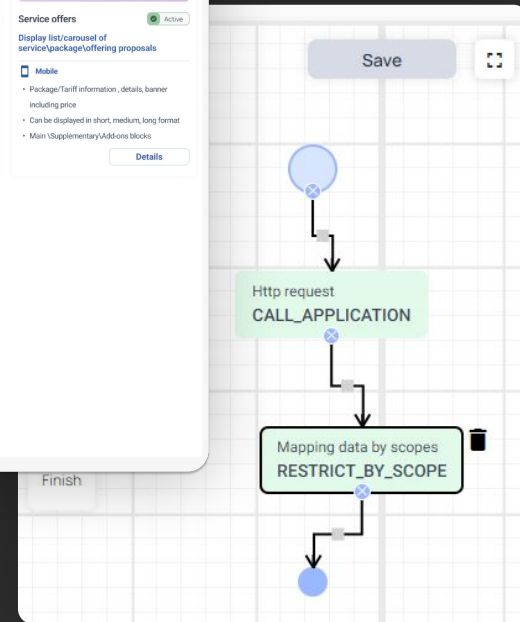 Service offers
Active
Display list/carousel of
service\package\offering proposals
Mobile
Package/Tariff information , details, banner
including price
Can be displayed in short, medium, long format
Main \Supplementary\Add-ons blocks
Details
Save
Http request
CALL_APPLICATION
Mapping data by scopes
RESTRICT_BY_SCOPE
Finish